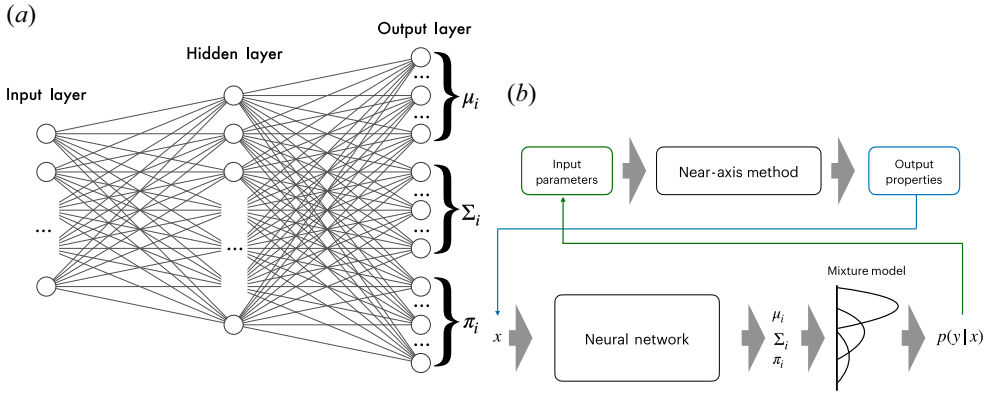 (a)
Output layer
Hidden layer
Input layer
...
...
μi
...
...
Σi
...
...
...
...
πi
(b)
Input
parameters
Near-axis method
Output
properties
Mixture model
x
Neural network
μi
Σi
πi
p(y|x)